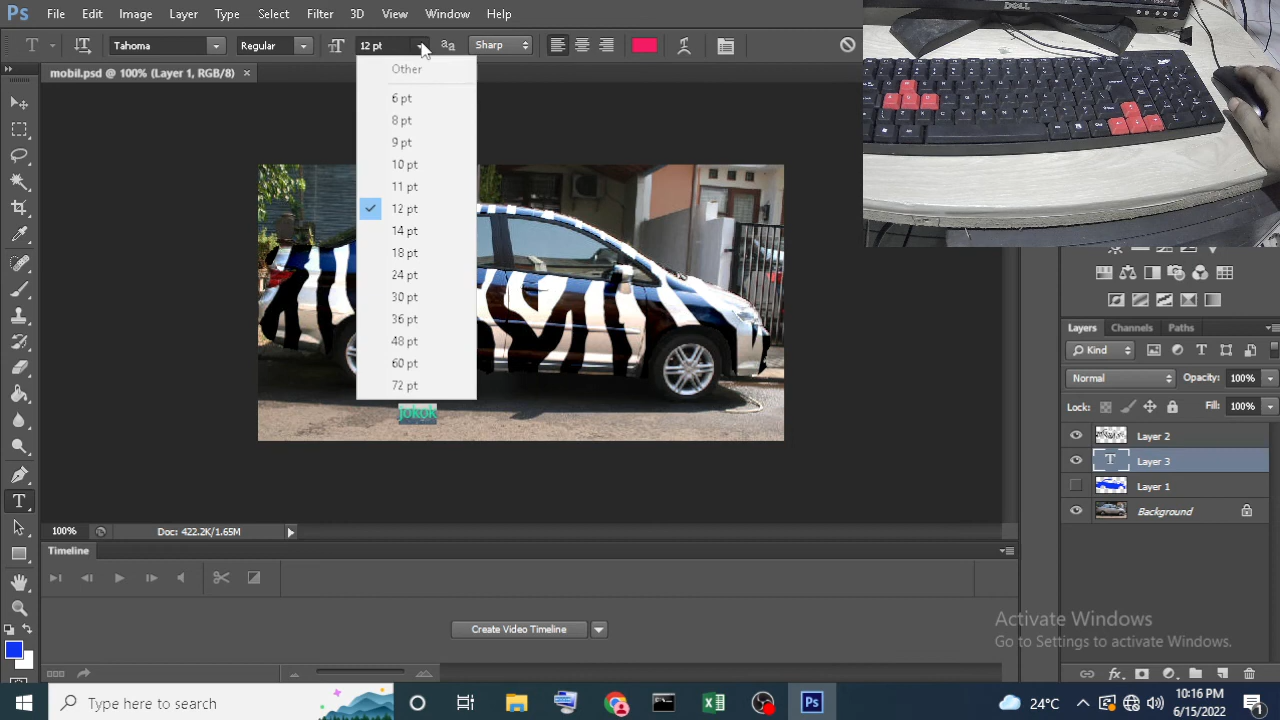 Ps File Edit Image Layer Type Select Filter 3D View Window Help
Tahoma Regular 12 pt Sharp
mobil.psd @ 100% (Layer 1, RGB/8) ×
Other
6 pt
8 pt
9 pt
10 pt
11 pt
12 pt
14 pt
18 pt
24 pt
30 pt
36 pt
48 pt
60 pt
72 pt
jokok
DELL
Layers Channels Paths
Kind
Normal Opacity: 100%
Lock: Fill: 100%
Layer 2
T Layer 3
Layer 1
Background
100% Doc: 422.2K/1.65M
Timeline
Create Video Timeline
Activate Windows
Go to Settings to activate Windows.
Type here to search
24°C
10:16 PM
6/15/2022
1